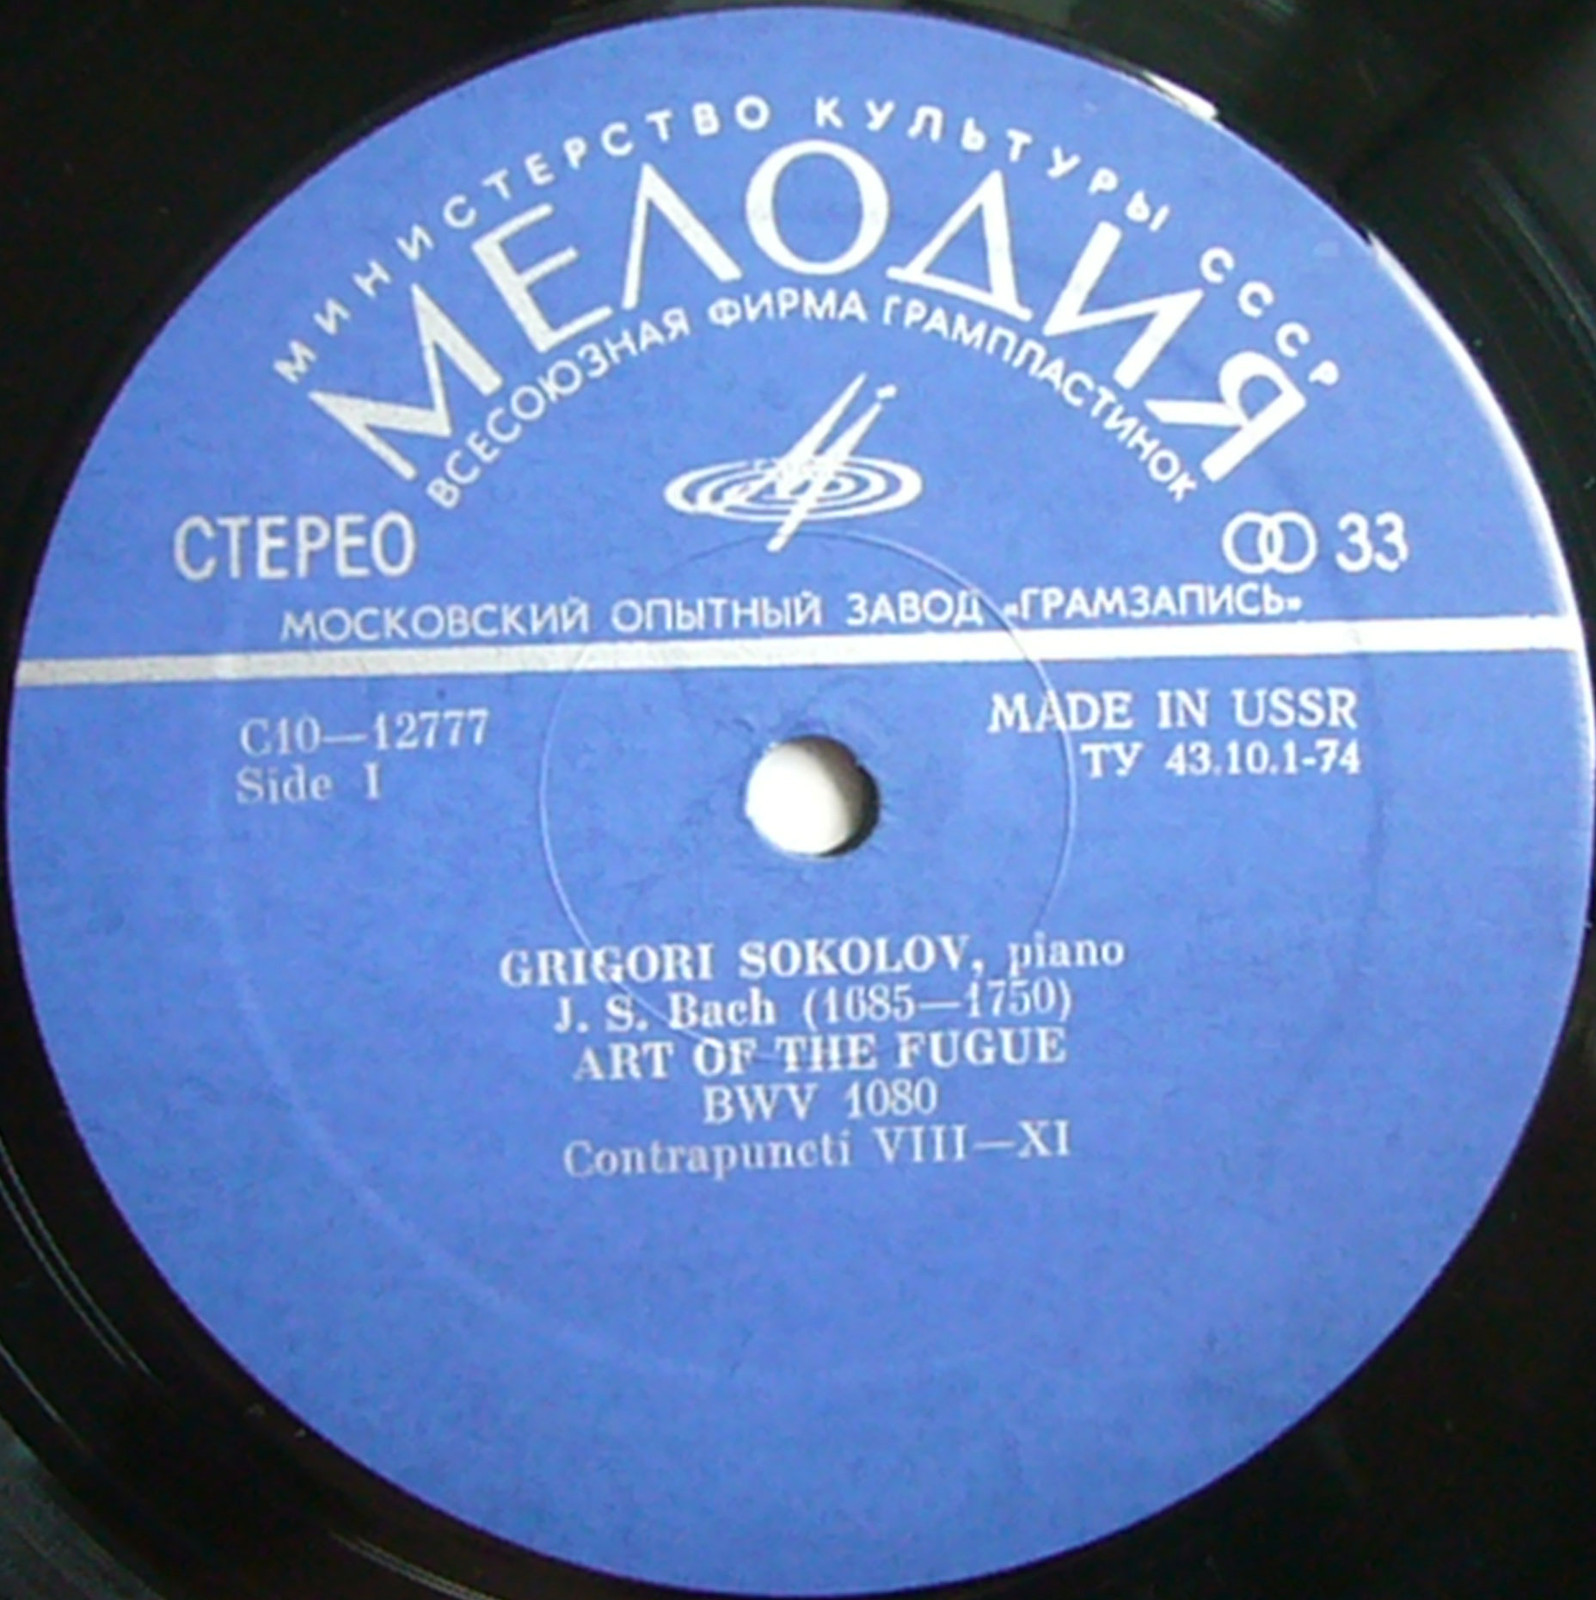 МИНИСТЕРСТВО КУЛЬТУРЫ СССР
МЕЛОДИЯ
ВСЕСОЮЗНАЯ ФИРМА ГРАМПЛАСТИНОК
СТЕРЕО
33
МОСКОВСКИЙ ОПЫТНЫЙ ЗАВОД «ГРАМЗАПИСЬ»
C10—12777
Side I
MADE IN USSR
ТУ 43.10.1-74
GRIGORI SOKOLOV, piano
J. S. Bach (1685—1750)
ART OF THE FUGUE
BWV 1080
Contrapuncti VIII—XI